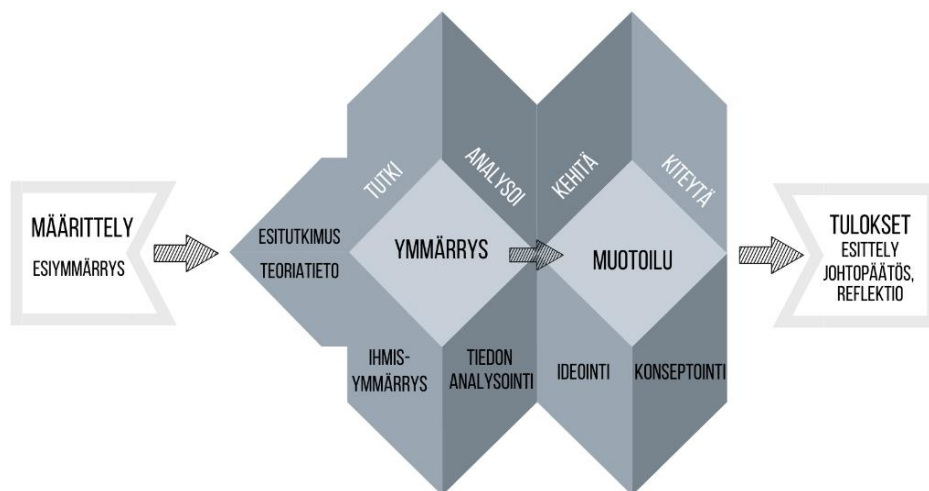 MÄÄRITTELY
ESIYMMÄRRYS
ESITUTKIMUS
TEORIATIETO
TUTKI
ANALYSOI
YMMÄRRYS
IHMIS-
YMMÄRRYS
TIEDON
ANALYSOINTI
KEHITÄ
KITEYTÄ
MUOTOILU
IDEOINTI
KONSEPTOINTI
TULOKSET
ESITTELY
JOHTOPÄÄTÖS,
REFLEKTIO